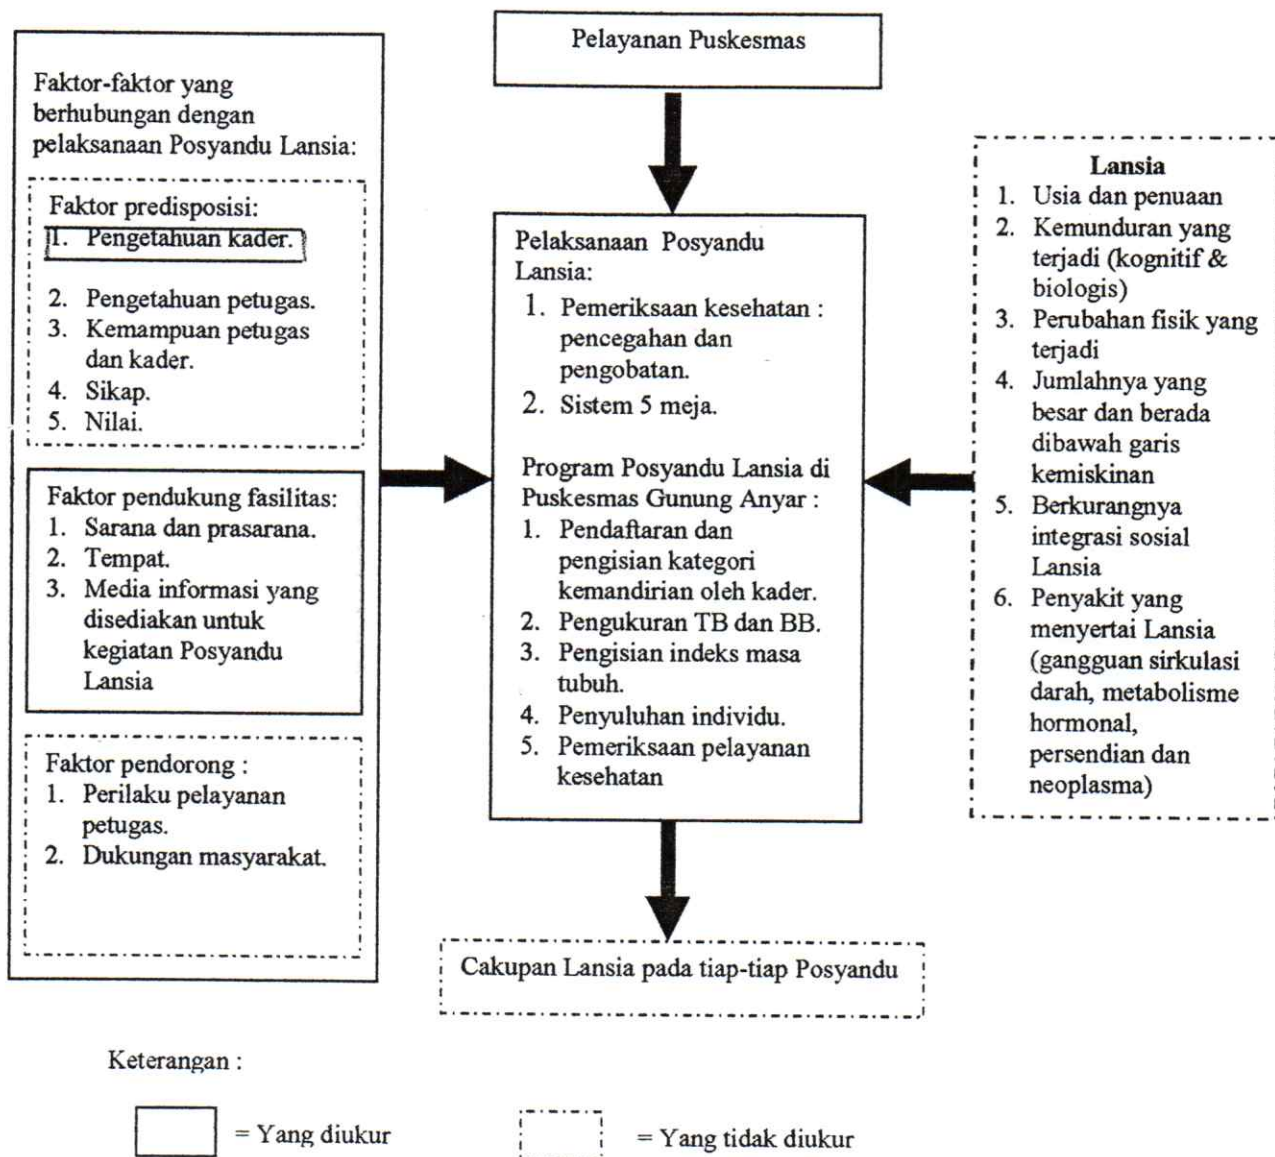 Pelayanan Puskesmas
Faktor-faktor yang
berhubungan dengan
pelaksanaan Posyandu Lansia:
Faktor predisposisi:
1. Pengetahuan kader.
2. Pengetahuan petugas.
3. Kemampuan petugas
dan kader.
4. Sikap.
5. Nilai.
Faktor pendukung fasilitas:
1. Sarana dan prasarana.
2. Tempat.
3. Media informasi yang
disediakan untuk
kegiatan Posyandu
Lansia
Faktor pendorong :
1. Perilaku pelayanan
petugas.
2. Dukungan masyarakat.
Pelaksanaan Posyandu
Lansia:
1. Pemeriksaan kesehatan :
pencegahan dan
pengobatan.
2. Sistem 5 meja.
Program Posyandu Lansia di
Puskesmas Gunung Anyar :
1. Pendaftaran dan
pengisian kategori
kemandirian oleh kader.
2. Pengukuran TB dan BB.
3. Pengisian indeks masa
tubuh.
4. Penyuluhan individu.
5. Pemeriksaan pelayanan
kesehatan
Lansia
1. Usia dan penuaan
2. Kemunduran yang
terjadi (kognitif &
biologis)
3. Perubahan fisik yang
terjadi
4. Jumlahnya yang
besar dan berada
dibawah garis
kemiskinan
5. Berkurangnya
integrasi sosial
Lansia
6. Penyakit yang
menyertai Lansia
(gangguan sirkulasi
darah, metabolisme
hormonal,
persendian dan
neoplasma)
Cakupan Lansia pada tiap-tiap Posyandu
Keterangan :
= Yang diukur
= Yang tidak diukur